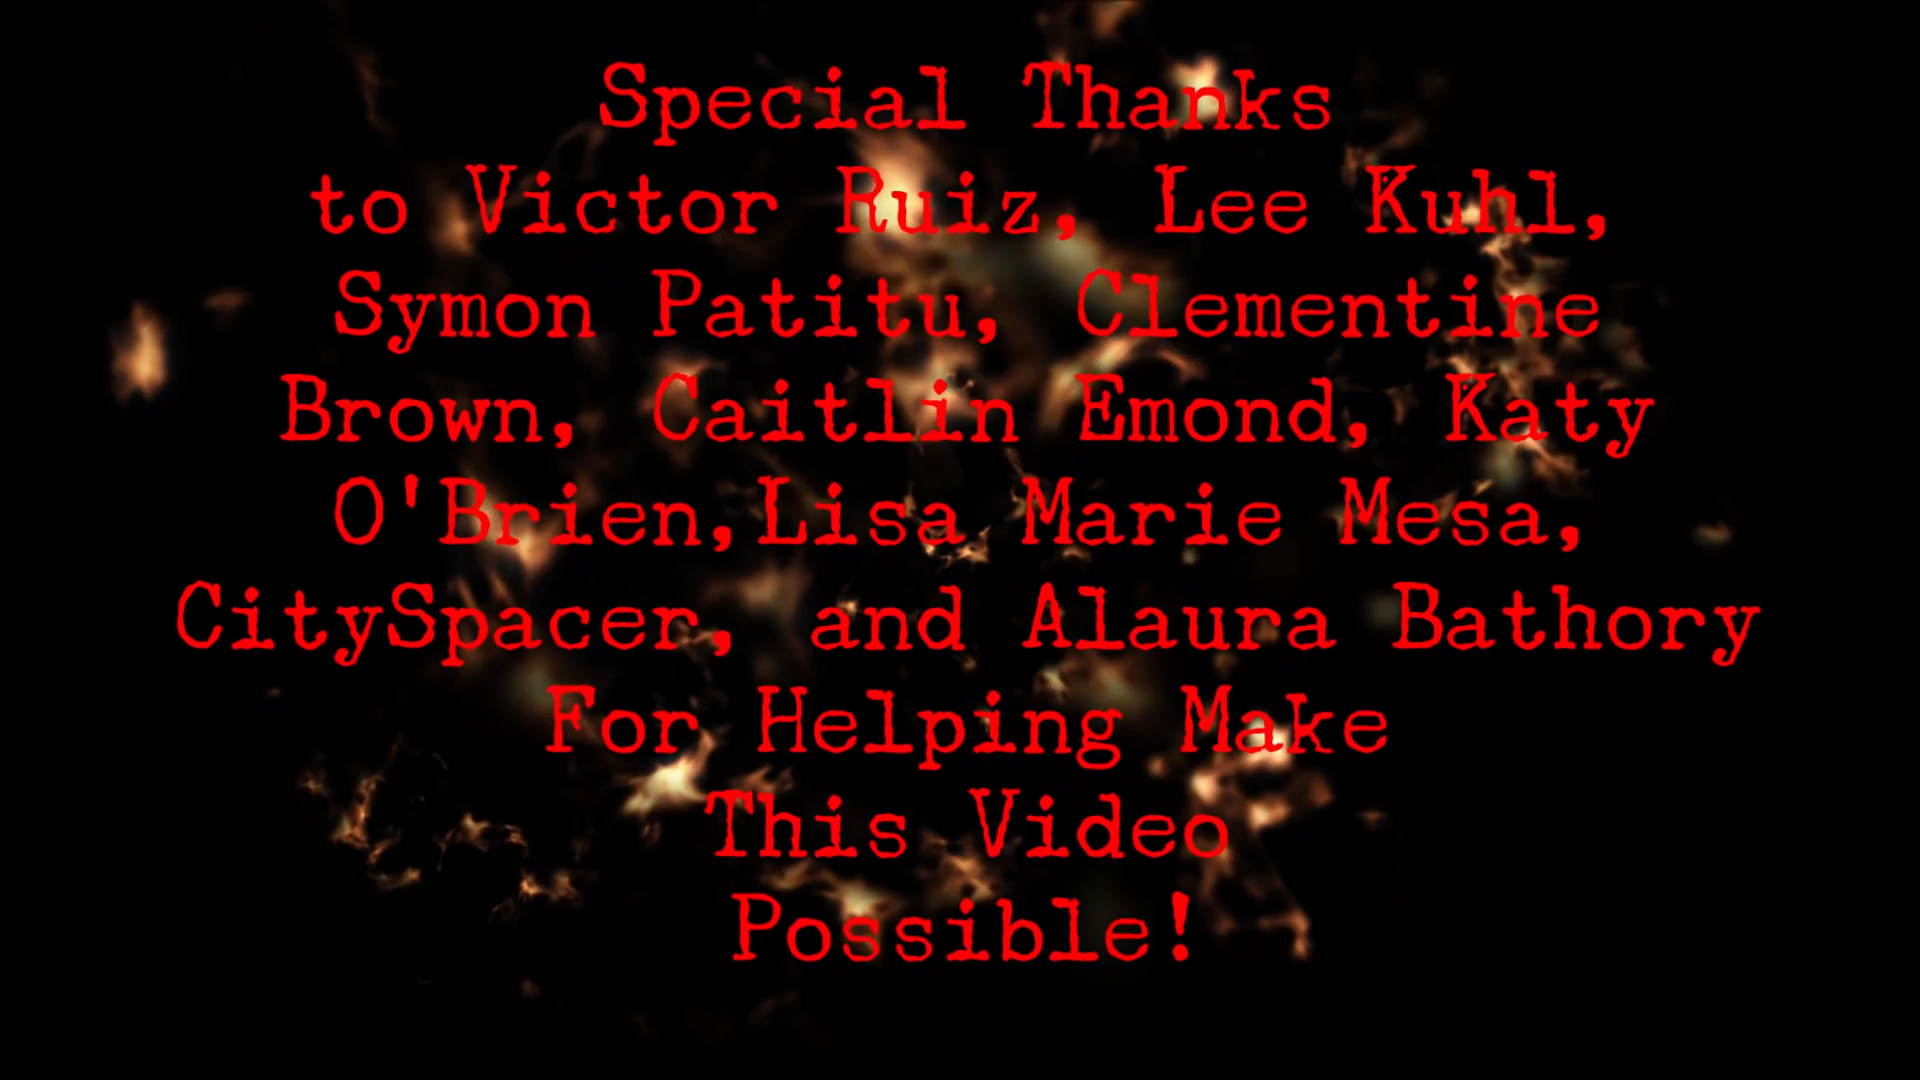 Special Thanks
to Victor Ruiz, Lee Kuhl,
Symon Patitu, Clementine
Brown, Caitlin Emond, Katy
O'Brien,Lisa Marie Mesa,
CitySpacer, and Alaura Bathory
For Helping Make
This Video
Possible!